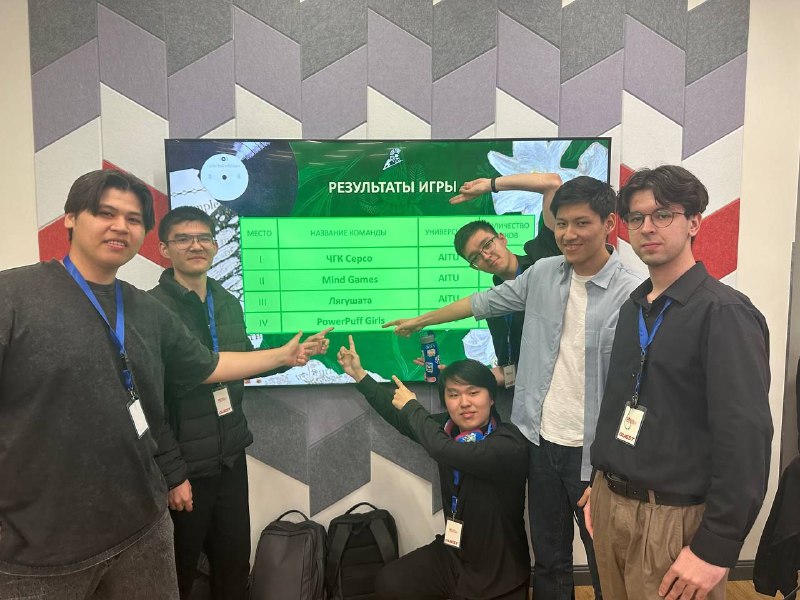 РЕЗУЛЬТАТЫ ИГРЫ
МЕСТО НАЗВАНИЕ КОМАНДЫ
I ЧГК Серсо AITU
II Mind Games AITU
III Лягушата AITU
IV PowerPuff Girls